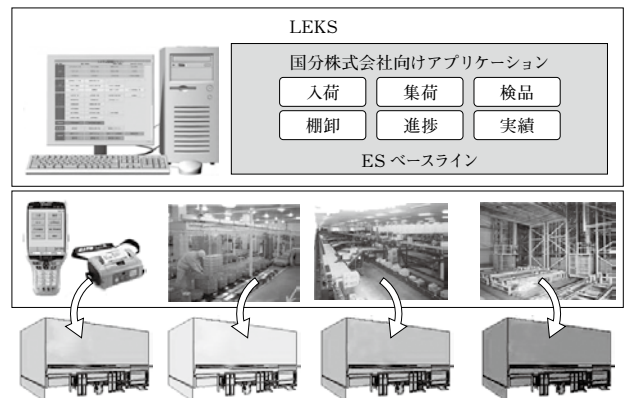 LEKS
国分株式会社向けアプリケーション
入荷
集荷
検品
棚卸
進捗
実績
ES ベースライン